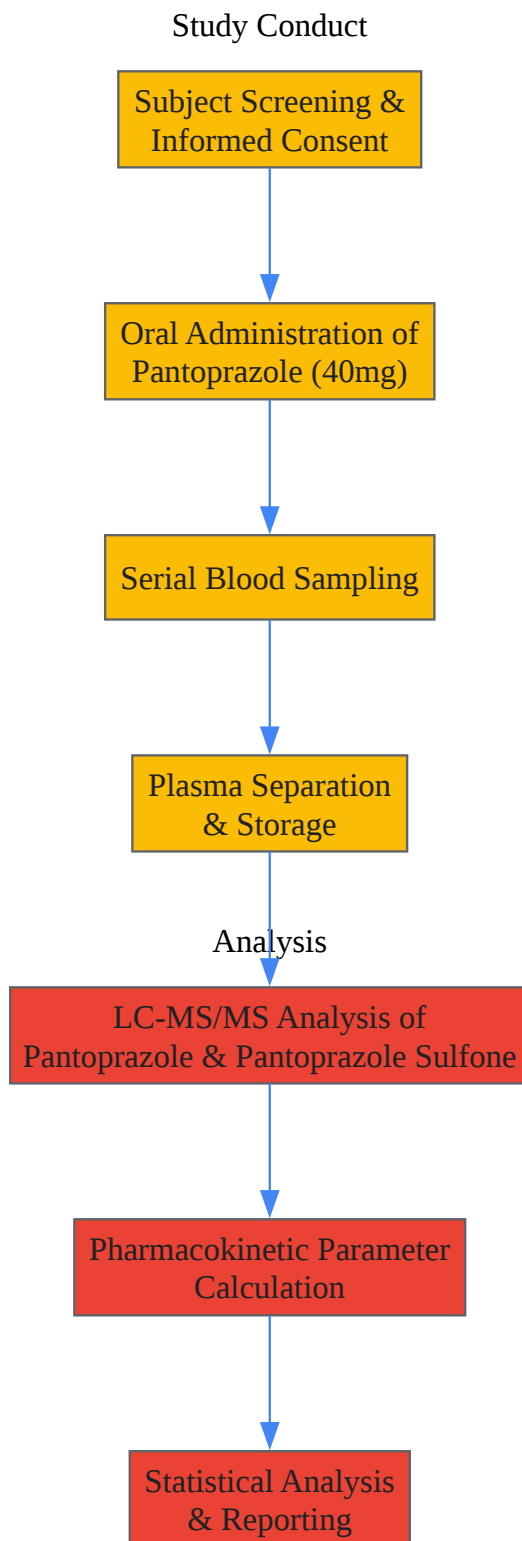 Study Conduct
Subject Screening &
Informed Consent
Oral Administration of
Pantoprazole (40mg)
Serial Blood Sampling
Plasma Separation
& Storage
Analysis
LC-MS/MS Analysis of
Pantoprazole & Pantoprazole Sulfone
Pharmacokinetic Parameter
Calculation
Statistical Analysis
& Reporting